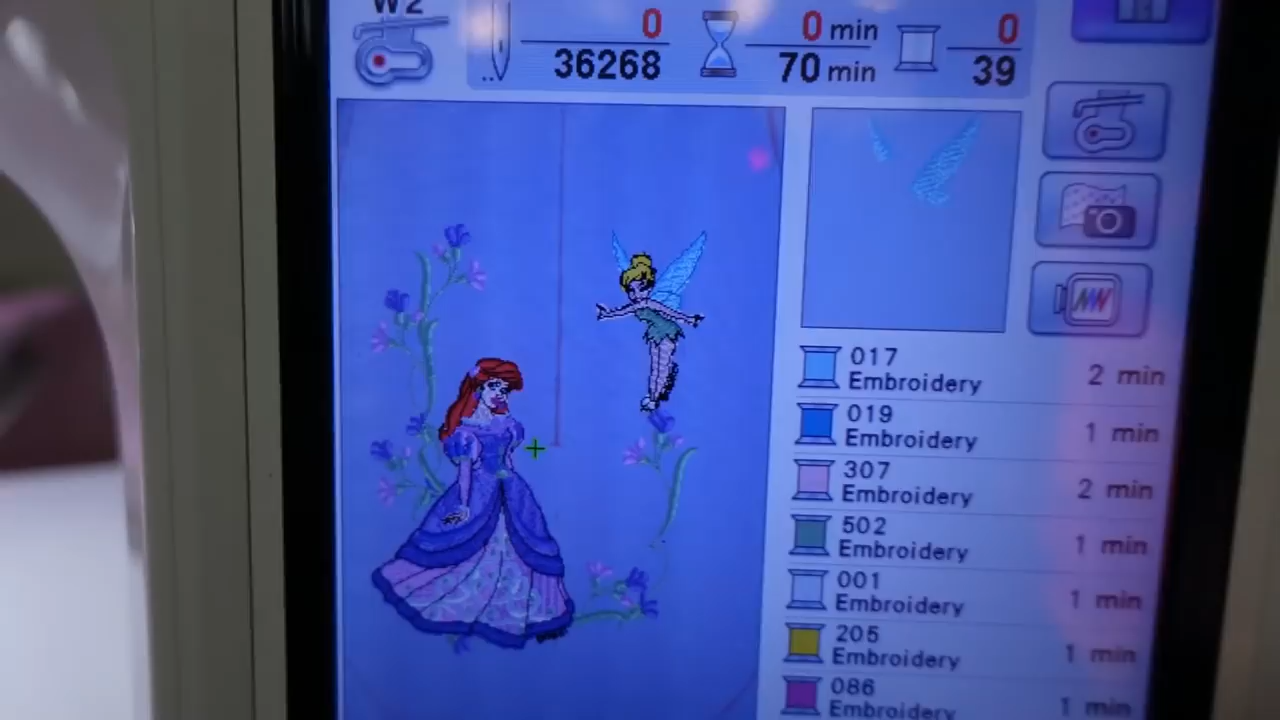 W2
0
36268
0 min
70 min
0
39
017
Embroidery
2 min
019
Embroidery
1 min
307
Embroidery
2 min
502
Embroidery
1 min
001
Embroidery
1 min
205
Embroidery
1 min
086
Embroidery
1 min